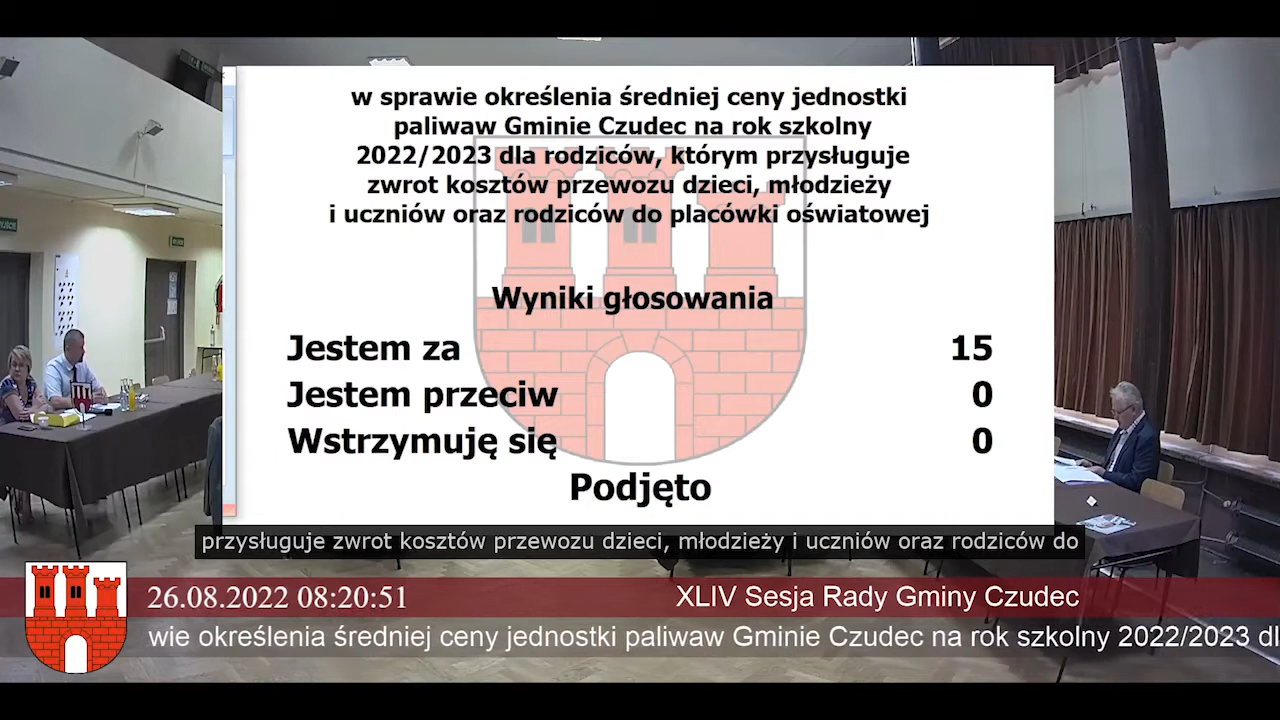 w sprawie określenia średniej ceny jednostki
paliwaw Gminie Czudec na rok szkolny
2022/2023 dla rodziców, którym przysługuje
zwrot kosztów przewozu dzieci, młodzieży
i uczniów oraz rodziców do placówki oświatowej
Wyniki głosowania
Jestem za 15
Jestem przeciw 0
Wstrzymuję się 0
Podjęto
przysługuje zwrot kosztów przewozu dzieci, młodzieży i uczniów oraz rodziców do
26.08.2022 08:20:51 XLIV Sesja Rady Gminy Czudec
wie określenia średniej ceny jednostki paliwaw Gminie Czudec na rok szkolny 2022/2023 dl